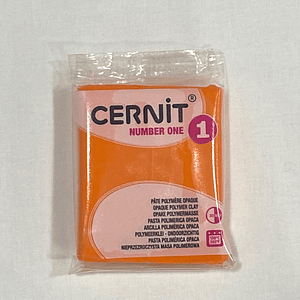 CERNiT®
NUMBER ONE
1
PÂTE POLYMÈRE OPAQUE
OPAQUE POLYMER CLAY
OPAKE POLYMERMASSE
PASTA POLIMERICA OPACA
ARCILLA POLIMÉRICA OPACA
POLYMEERKLEI - ONDOORZICHTIG
PASTA POLIMÉRICA OPACA
NIEPRZEZROCZYSTA MASA POLIMEROWA